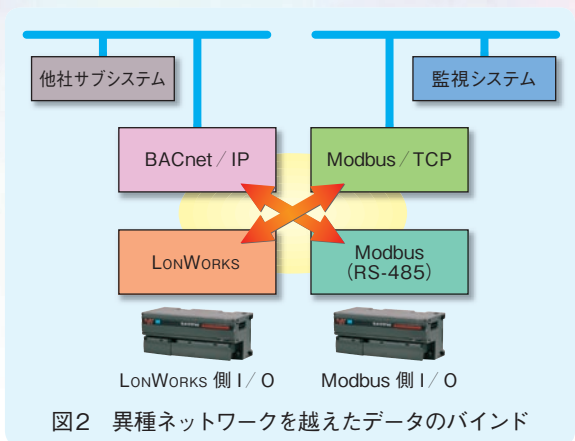 他社サブシステム
監視システム
BACnet / IP
Modbus / TCP
LONWORKS
Modbus
(RS-485)
LONWORKS 側 I / O
Modbus 側 I / O
図2 異種ネットワークを越えたデータのバインド